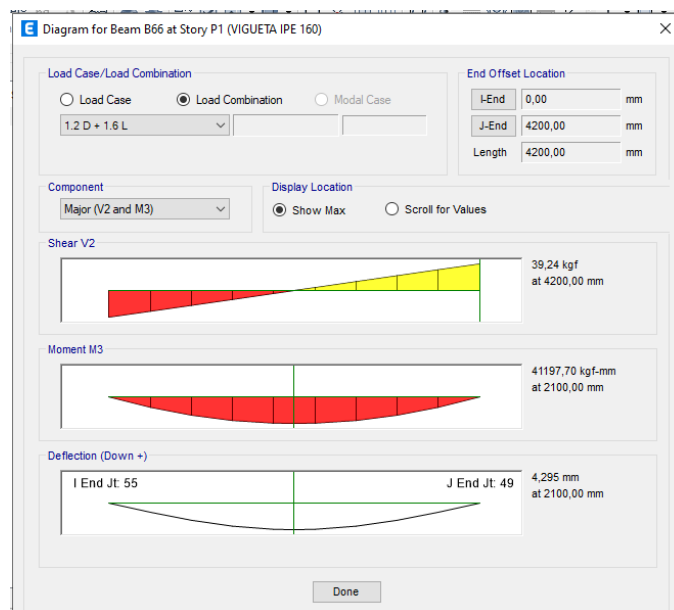 Diagram for Beam B66 at Story P1 (VIGUETA IPE 160)
Load Case/Load Combination
Load Case Load Combination Modal Case
1.2 D + 1.6 L
End Offset Location
I-End 0,00 mm
J-End 4200,00 mm
Length 4200,00 mm
Component
Major (V2 and M3)
Display Location
Show Max Scroll for Values
Shear V2
39,24 kgf
at 4200,00 mm
Moment M3
41197,70 kgf-mm
at 2100,00 mm
Deflection (Down +)
I End Jt: 55 J End Jt: 49
4,295 mm
at 2100,00 mm
Done